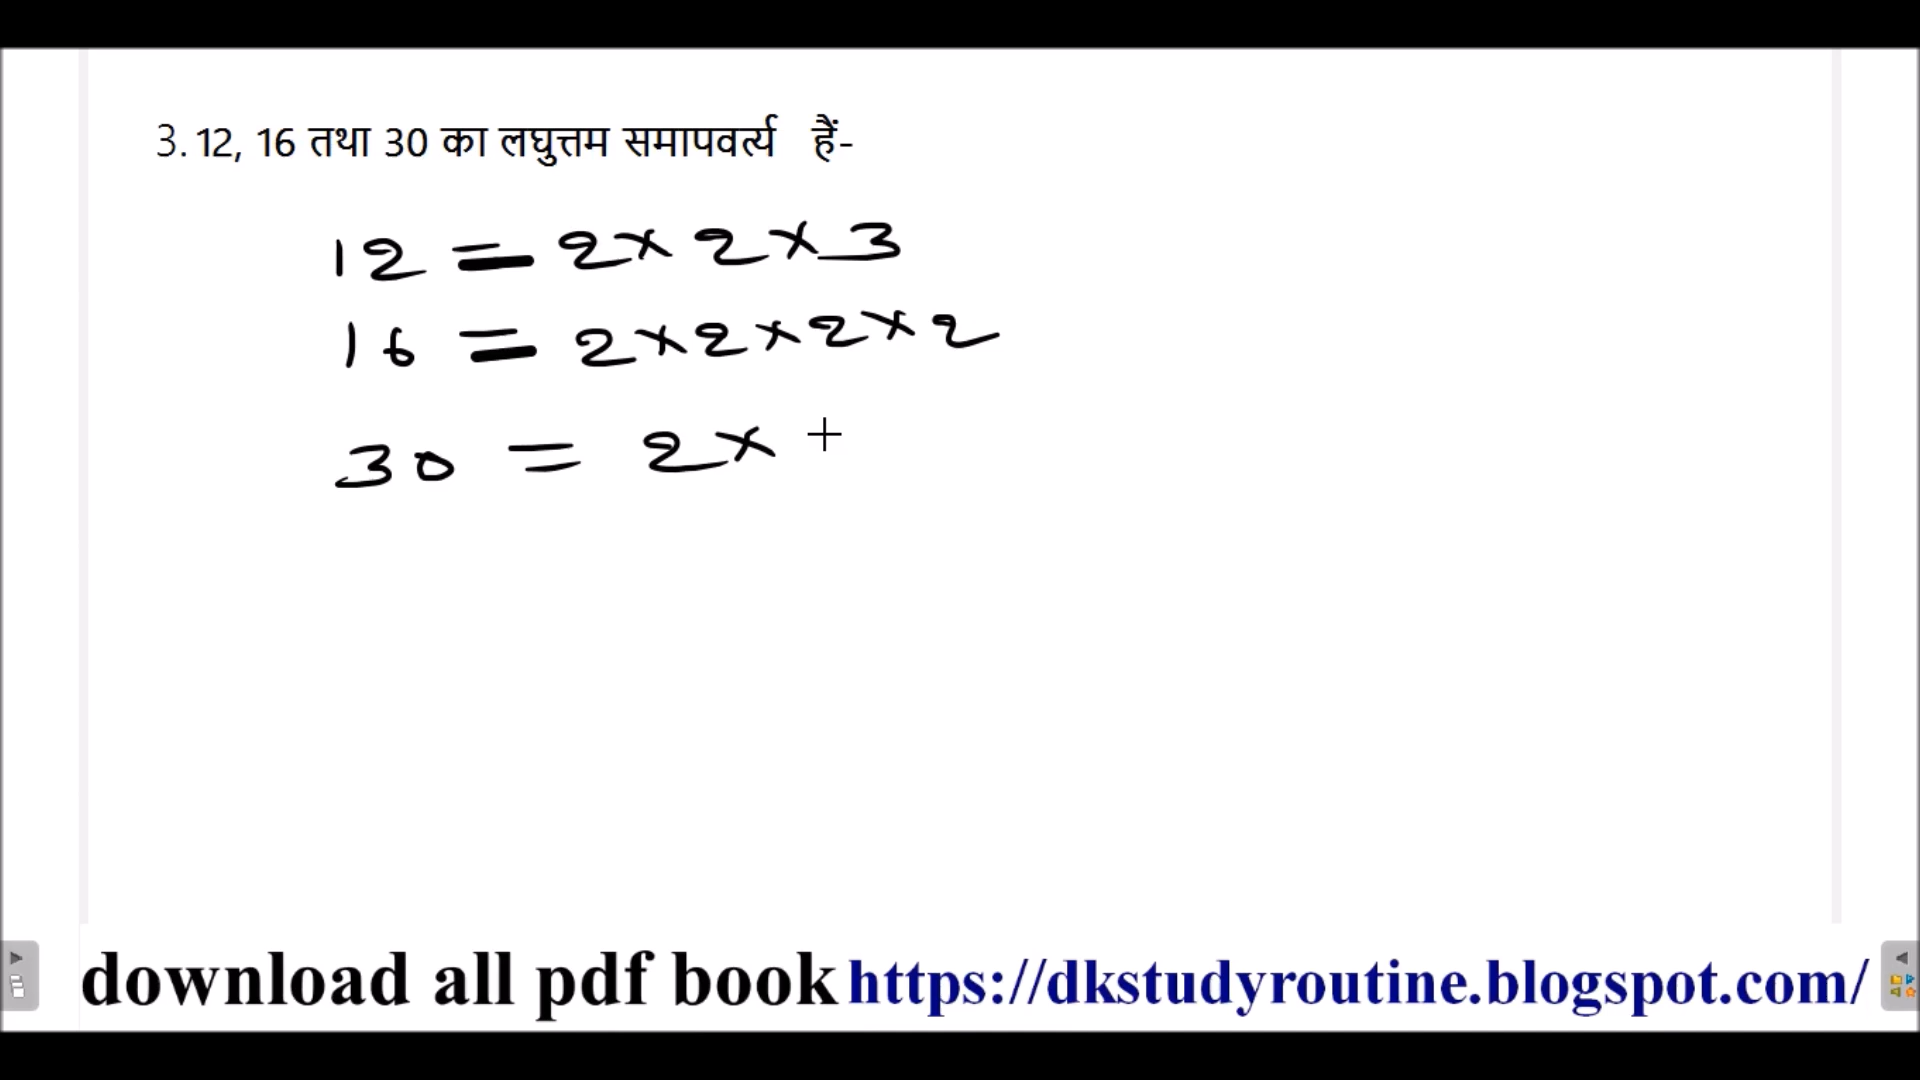 3. 12, 16 तथा 30 का लघुत्तम समापवर्त्य हैं-
12 = 2 × 2 × 3
16 = 2 × 2 × 2 × 2
30 = 2 ×
download all pdf book https://dkstudyroutine.blogspot.com/